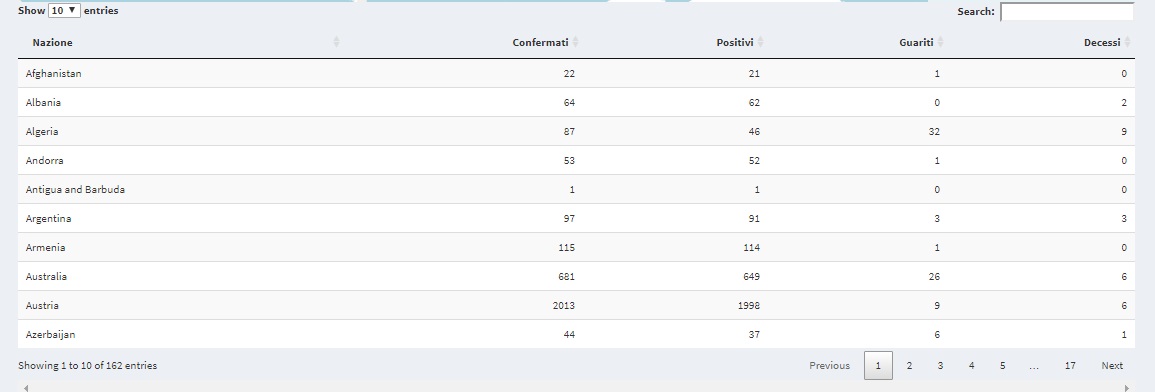 Show 10 entries Search:
Nazione Confermati Positivi Guariti Decessi
Afghanistan 22 21 1 0
Albania 64 62 0 2
Algeria 87 46 32 9
Andorra 53 52 1 0
Antigua and Barbuda 1 1 0 0
Argentina 97 91 3 3
Armenia 115 114 1 0
Australia 681 649 26 6
Austria 2013 1998 9 6
Azerbaijan 44 37 6 1
Showing 1 to 10 of 162 entries Previous 1 2 3 4 5 ... 17 Next